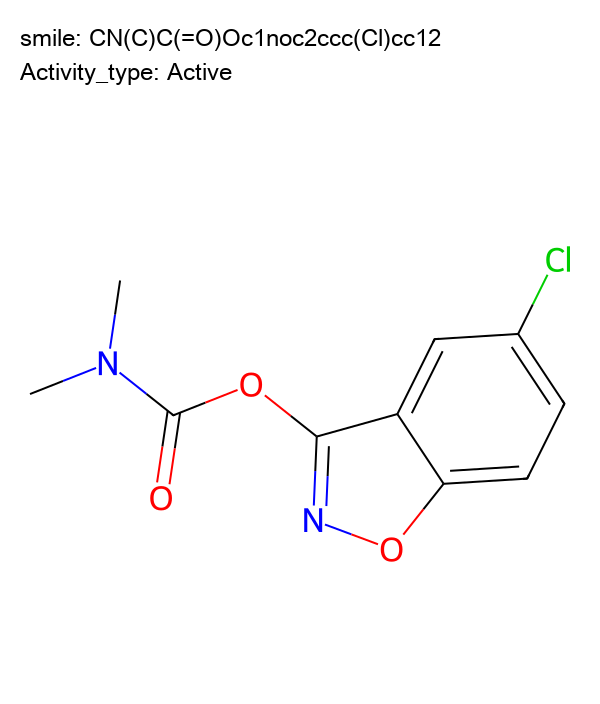 smile: CN(C)C(=O)Oc1noc2ccc(Cl)cc12
Activity_type: Active
Cl
N
O
O
N
O